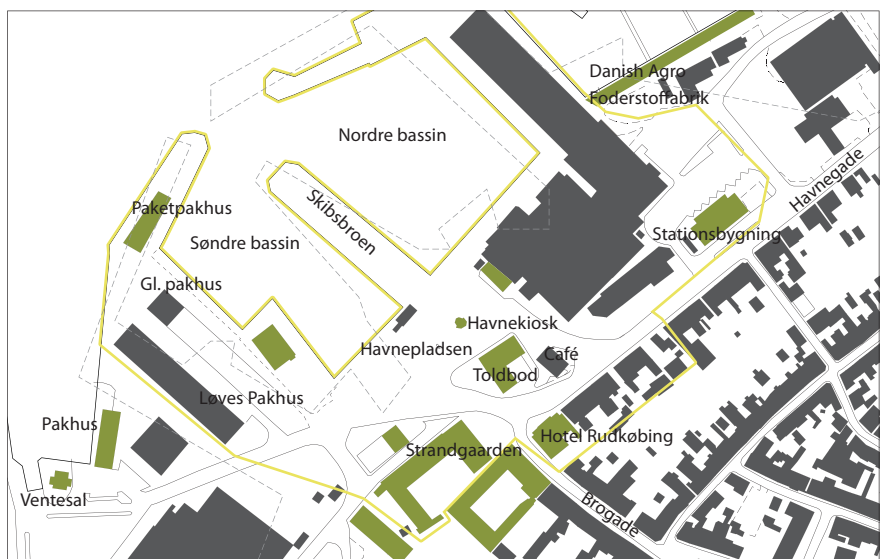 Danish Agro
Foderstoffabrik
Nordre bassin
Havnegade
Paketpakhus
Skibsbroen
Stationsbygning
Søndre bassin
Gl. pakhus
Havnekiosk
Havnepladsen
Café
Toldbod
Løves Pakhus
Pakhus
Hotel Rudkøbing
Strandgaarden
Ventesal
Brogade